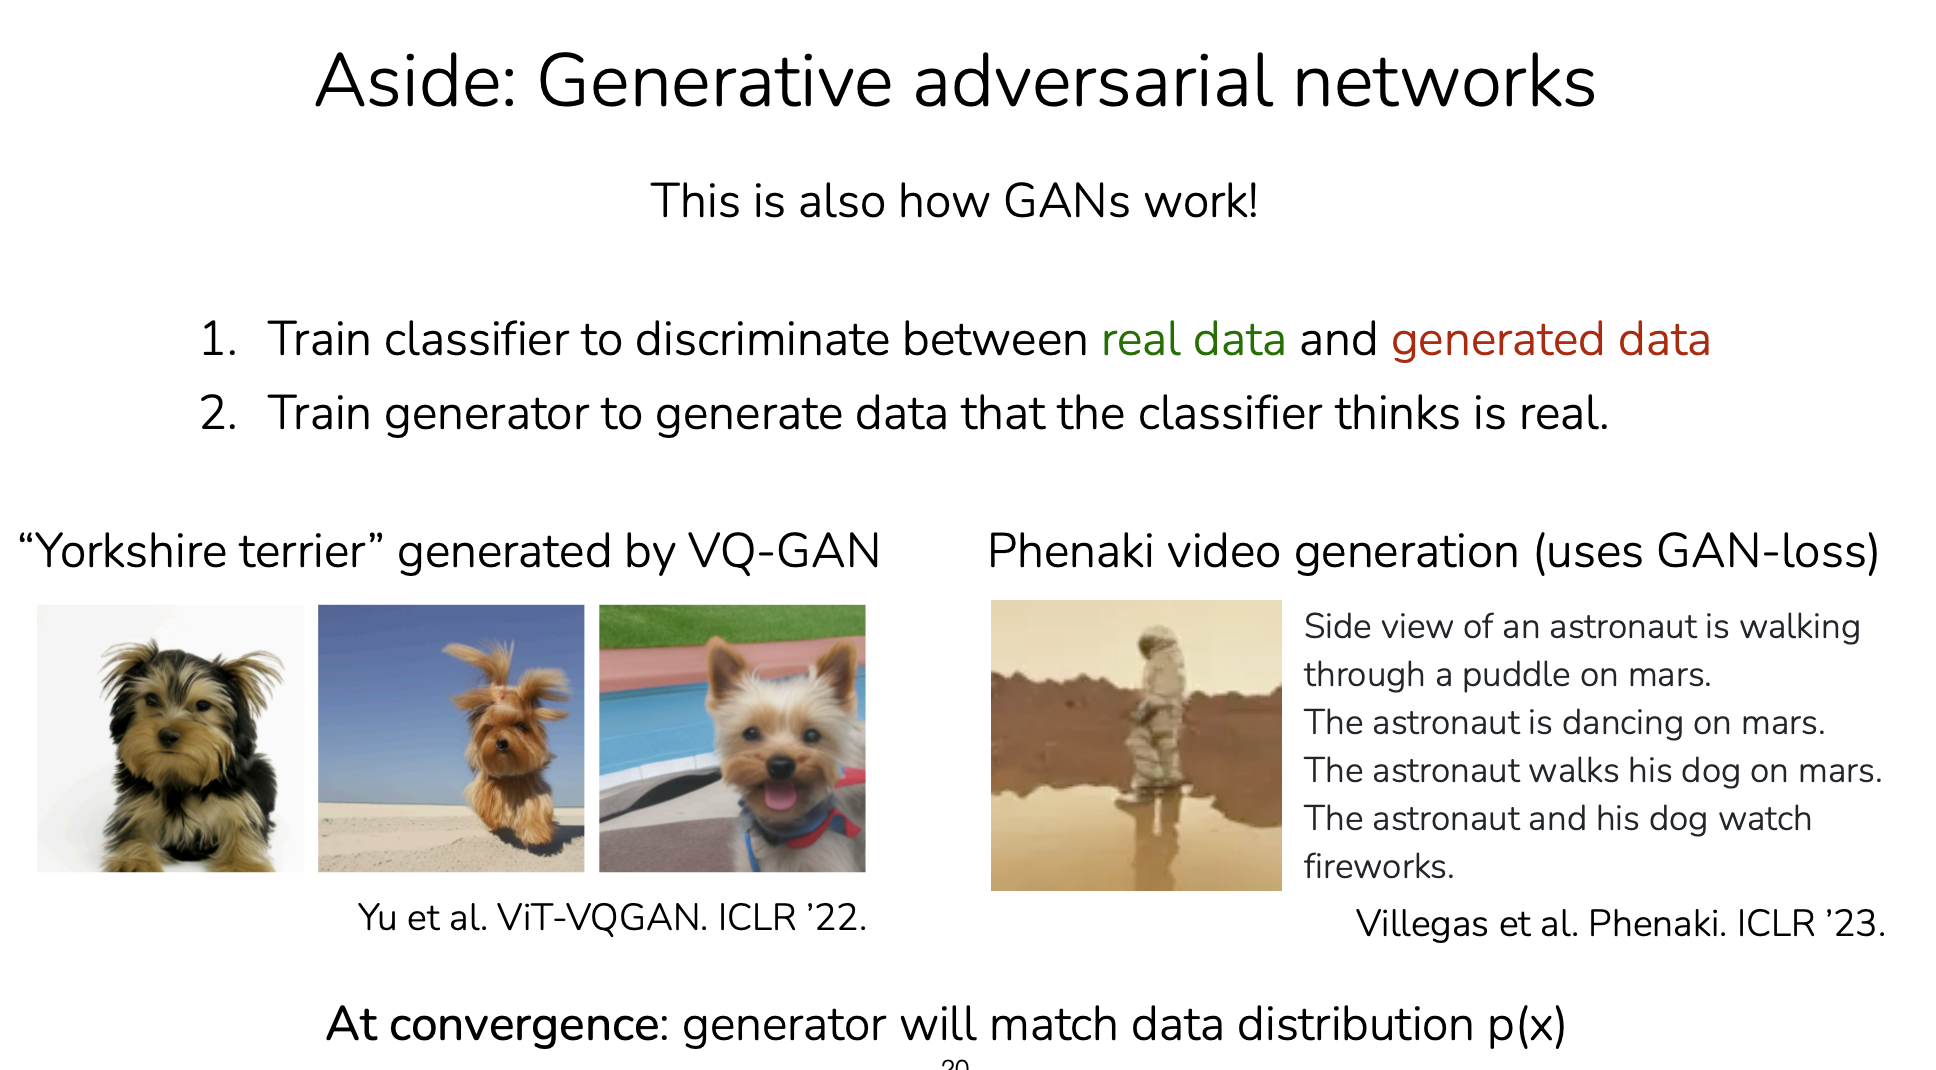 Aside: Generative adversarial networks
This is also how GANs work!
1. Train classifier to discriminate between real data and generated data
2. Train generator to generate data that the classifier thinks is real.
“Yorkshire terrier” generated by VQ-GAN
Yu et al. ViT-VQGAN. ICLR ’22.
Phenaki video generation (uses GAN-loss)
Side view of an astronaut is walking
through a puddle on mars.
The astronaut is dancing on mars.
The astronaut walks his dog on mars.
The astronaut and his dog watch
fireworks.
Villegas et al. Phenaki. ICLR ’23.
At convergence: generator will match data distribution p(x)
20